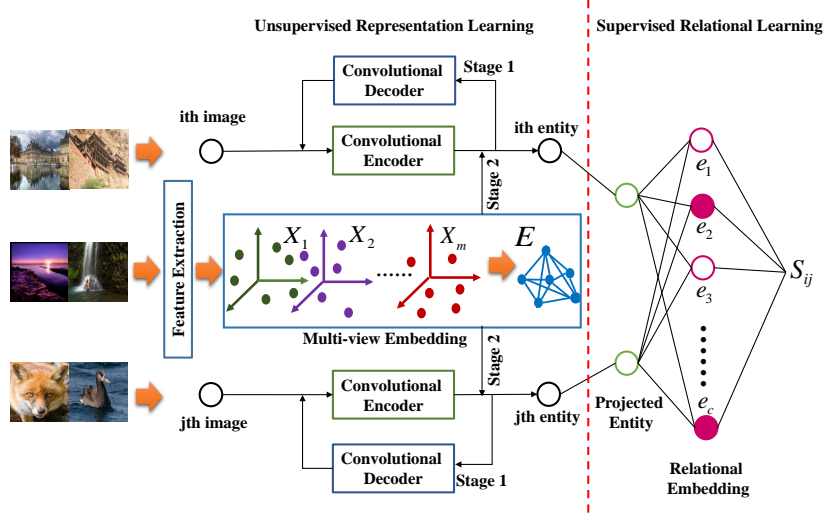 Unsupervised Representation Learning
Supervised Relational Learning
Stage 1
Convolutional
Decoder
ith image
ith entity
Convolutional
Encoder
e1
Stage 2
Feature Extraction
X1
X2
Xm
......
E
e2
e3
Sij
Multi-view Embedding
Stage 2
Convolutional
Encoder
jth image
jth entity
Projected
Entity
ec
Convolutional
Decoder
Stage 1
Relational
Embedding